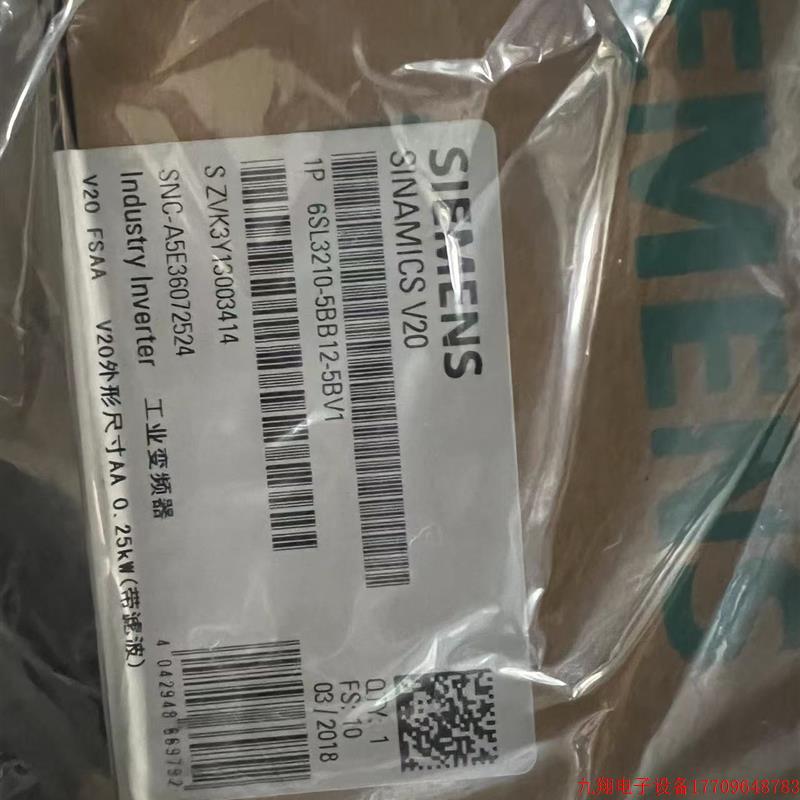 SIEMENS
SIEMENS
SINAMICS V20
1P 6SL3210-5BB12-5BV1
S ZVK3Y13003414
SNC-A5E36072524
Industry Inverter 工业变频器
V20 FSAA V20外形尺寸AA 0.25kW(带滤波)
QTY: 1
FS: 10
03/2018
4 042948 669792
九翔电子设备17709648783